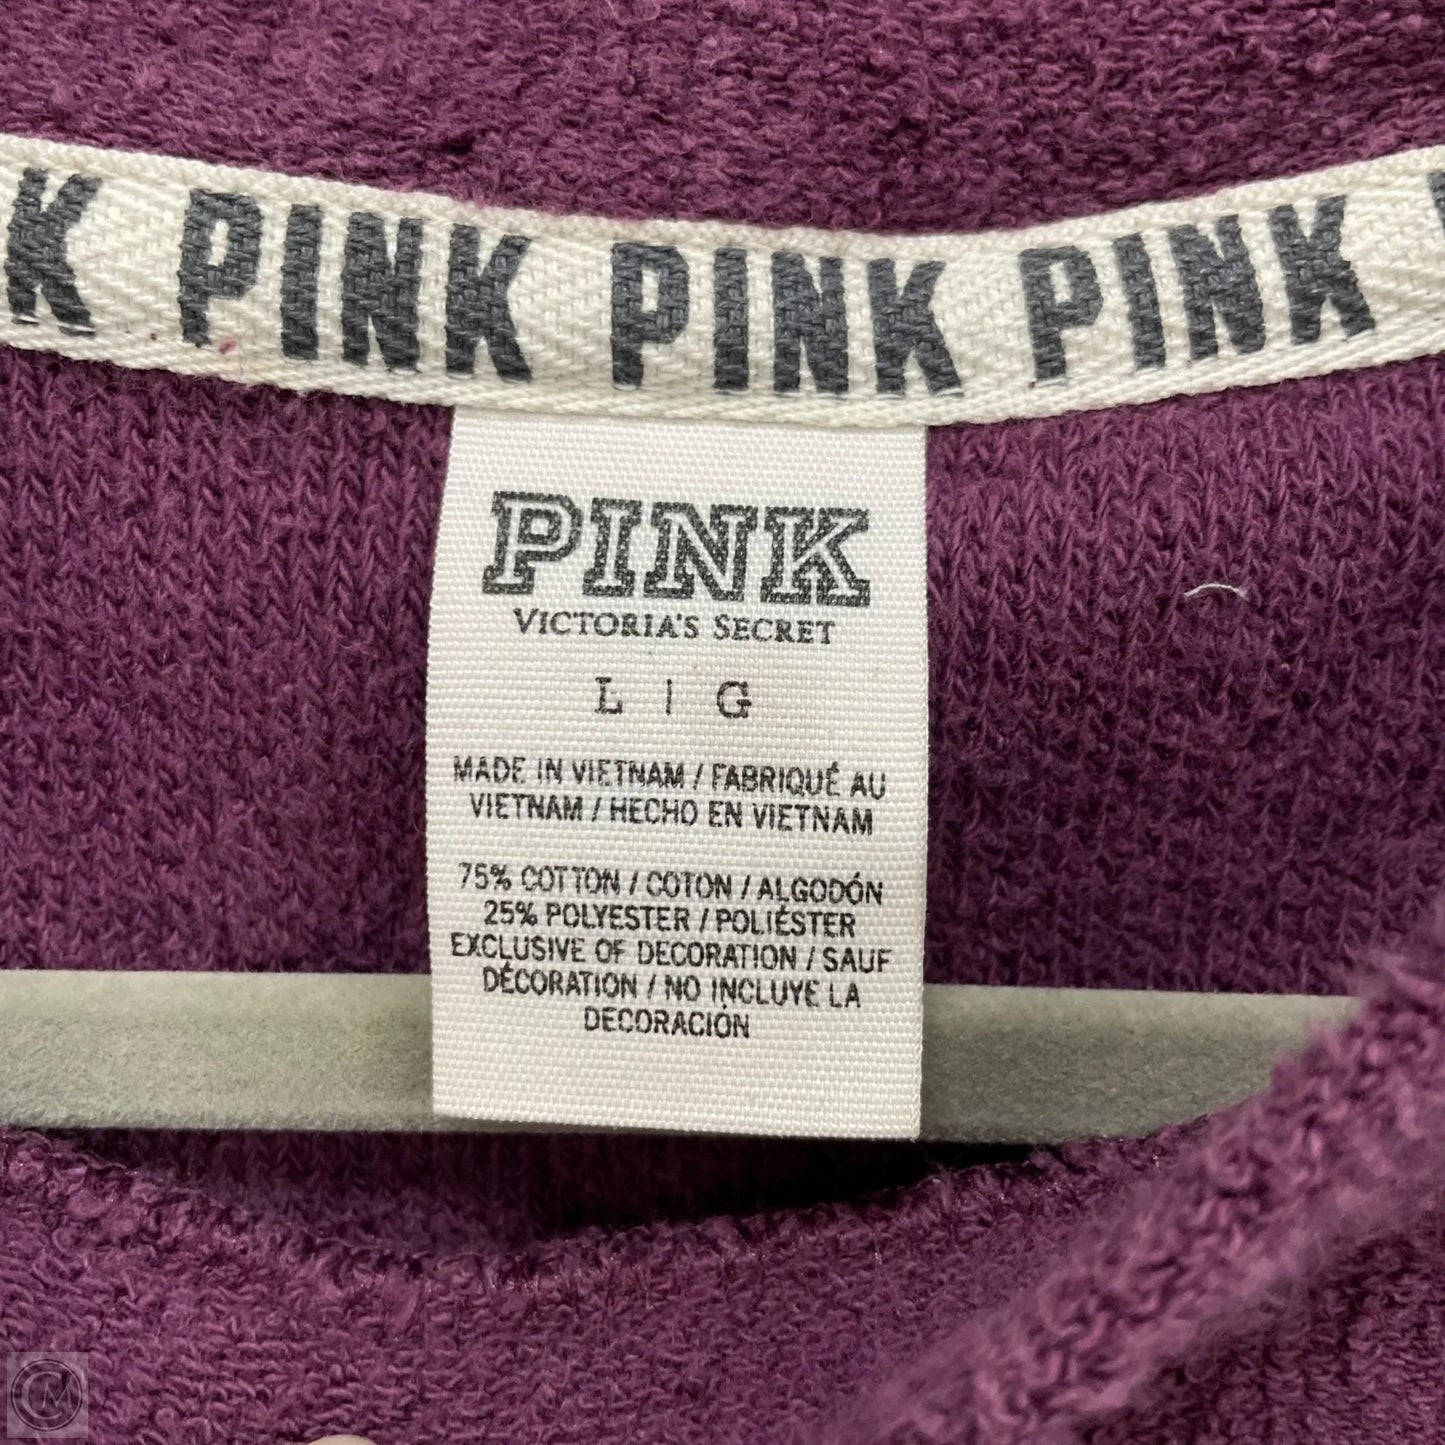 PINK PINK PINK
PINK
VICTORIA'S SECRET
L | G
MADE IN VIETNAM / FABRIQUÉ AU
VIETNAM / HECHO EN VIETNAM
75% COTTON / COTON / ALGODÓN
25% POLYESTER / POLIÉSTER
EXCLUSIVE OF DECORATION / SAUF
DÉCORATION / NO INCLUYE LA
DECORACIÓN